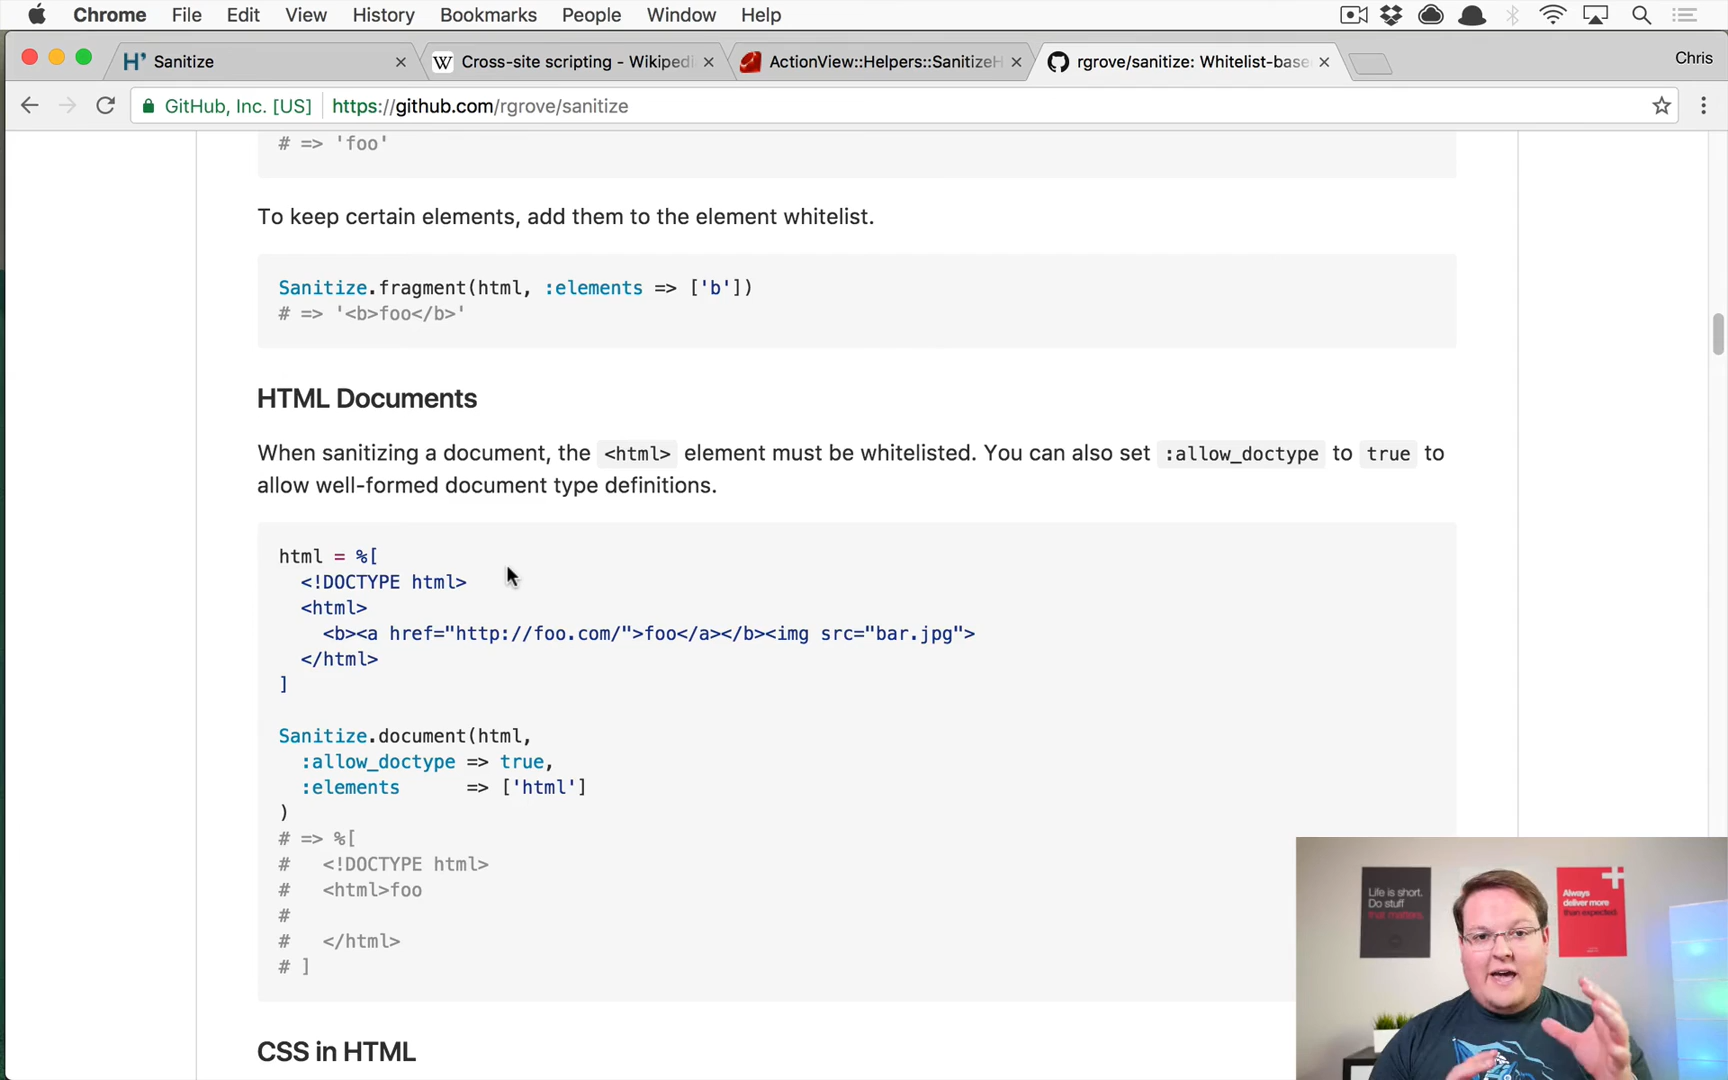 Chrome File Edit View History Bookmarks People Window Help
Sanitize
W Cross-site scripting - Wikipedi
ActionView::Helpers::SanitizeH
rgrove/sanitize: Whitelist-base
Chris
GitHub, Inc. [US] https://github.com/rgrove/sanitize
# => 'foo'
To keep certain elements, add them to the element whitelist.
Sanitize.fragment(html, :elements => ['b'])
# => '<b>foo</b>'
HTML Documents
When sanitizing a document, the <html> element must be whitelisted. You can also set :allow_doctype to true to
allow well-formed document type definitions.
html = %[
<!DOCTYPE html>
<html>
<b><a href="http://foo.com/">foo</a></b><img src="bar.jpg">
</html>
]
Sanitize.document(html,
:allow_doctype => true,
:elements => ['html']
)
# => %[
# <!DOCTYPE html>
# <html>foo
#
# </html>
# ]
CSS in HTML
Life is short.
Do stuff
that matters.
Always
deliver more
than expected.